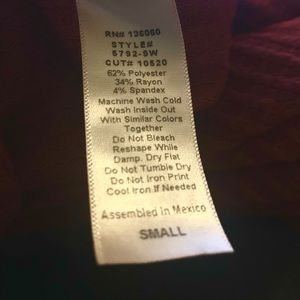 RN# 136060
STYLE#
5792-9W
CUT# 10520
62% Polyester
34% Rayon
4% Spandex
Machine Wash Cold
Wash Inside Out
With Similar Colors
Together
Do Not Bleach
Reshape While
Damp. Dry Flat
Do Not Tumble Dry
Do Not Iron Print
Cool Iron If Needed
Assembled in Mexico
SMALL